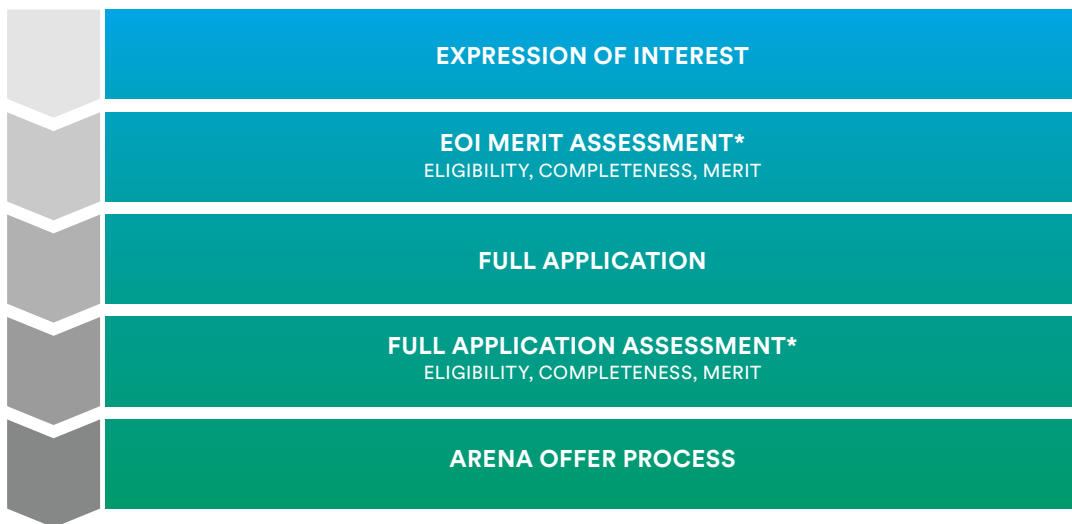 EXPRESSION OF INTEREST
EOI MERIT ASSESSMENT*
ELIGIBILITY, COMPLETENESS, MERIT
FULL APPLICATION
FULL APPLICATION ASSESSMENT*
ELIGIBILITY, COMPLETENESS, MERIT
ARENA OFFER PROCESS